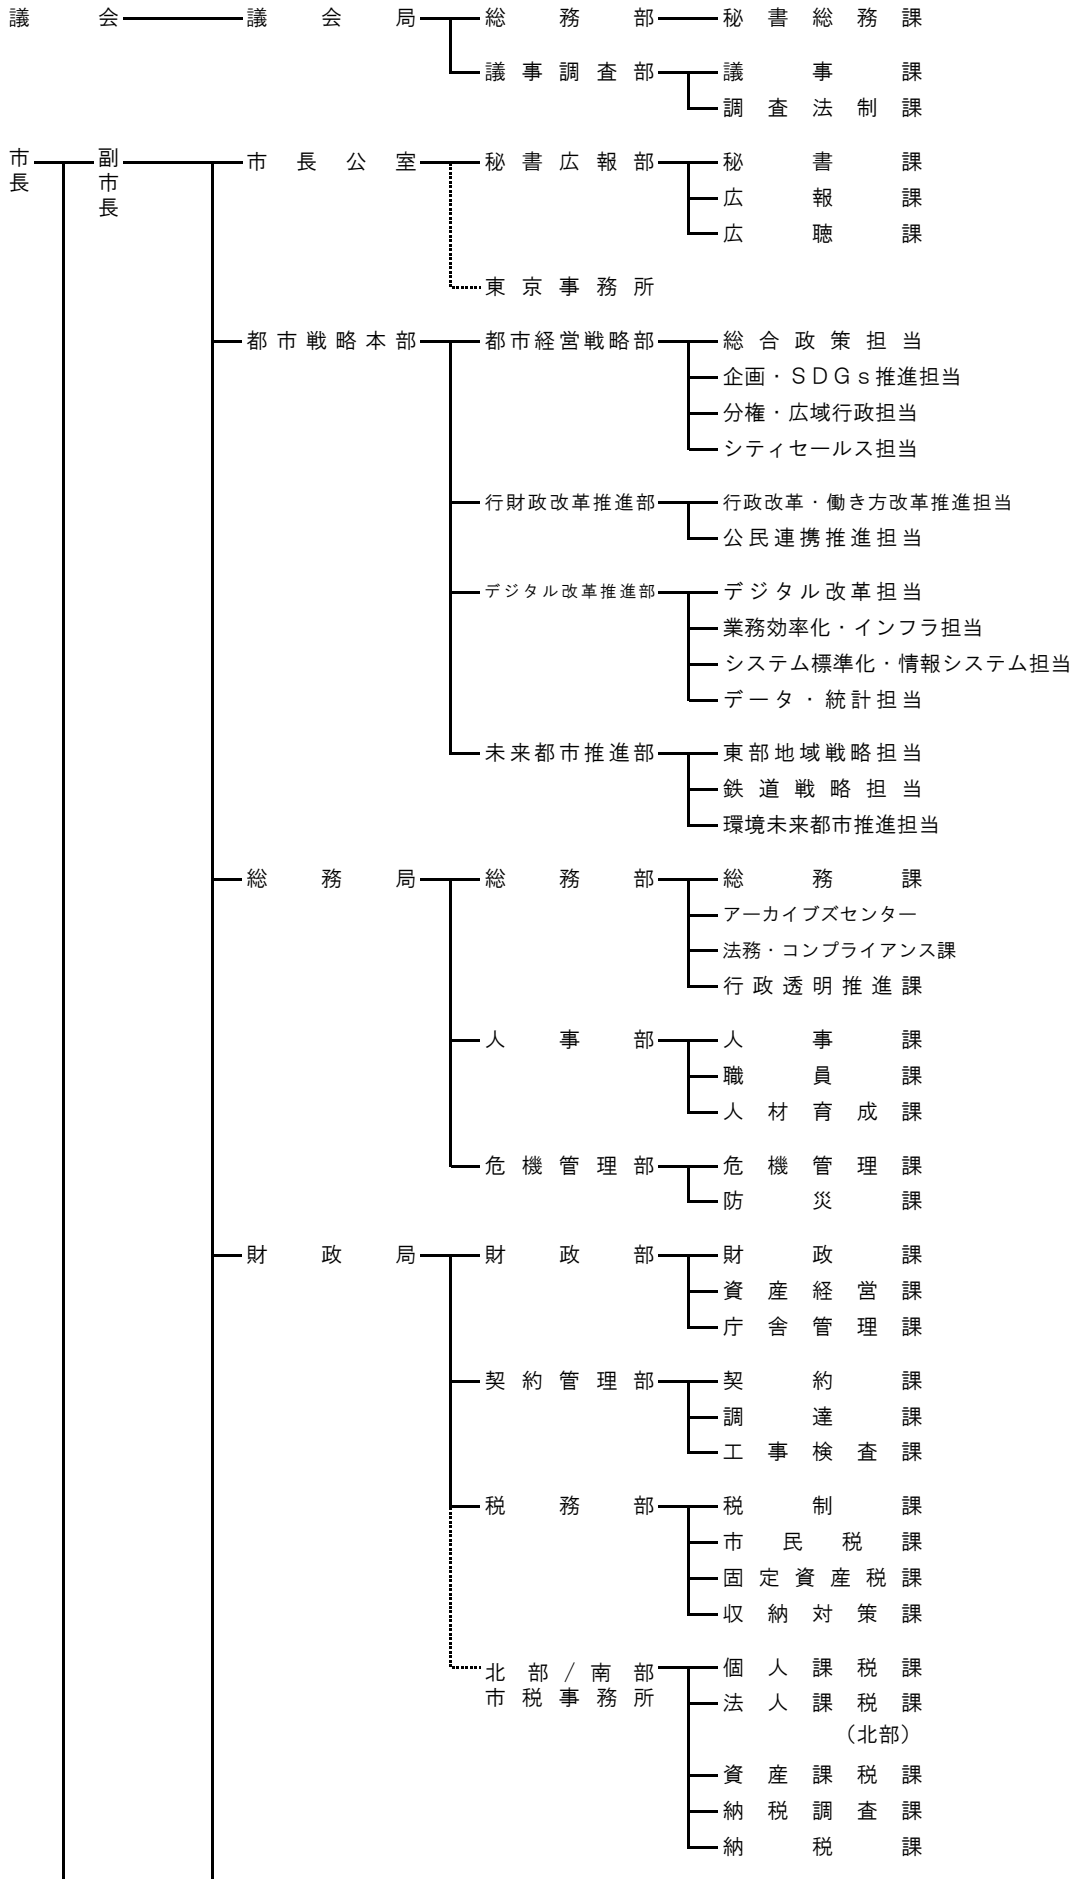 議会 議会局 総務部 秘書総務課
議事調査部 議事課
調査法制課
市長 副市長 市長公室 秘書広報部 秘書課
広報課
広聴課
東京事務所
都市戦略本部 都市経営戦略部 総合政策担当
企画・SDGs推進担当
分権・広域行政担当
シティセールス担当
行財政改革推進部 行政改革・働き方改革推進担当
公民連携推進担当
デジタル改革推進部 デジタル改革担当
業務効率化・インフラ担当
システム標準化・情報システム担当
データ・統計担当
未来都市推進部 東部地域戦略担当
鉄道戦略担当
環境未来都市推進担当
総務局 総務部 総務課
アーカイブズセンター
法務・コンプライアンス課
行政透明推進課
人事部 人事課
職員課
人材育成課
危機管理部 危機管理課
防災課
財政局 財政部 財政課
資産経営課
庁舎管理課
契約管理部 契約課
調達課
工事検査課
税務部 税制課
市民税課
固定資産税課
収納対策課
北部/南部 個人課税課
市税事務所 法人課税課
（北部）
資産課税課
納税調査課
納税課